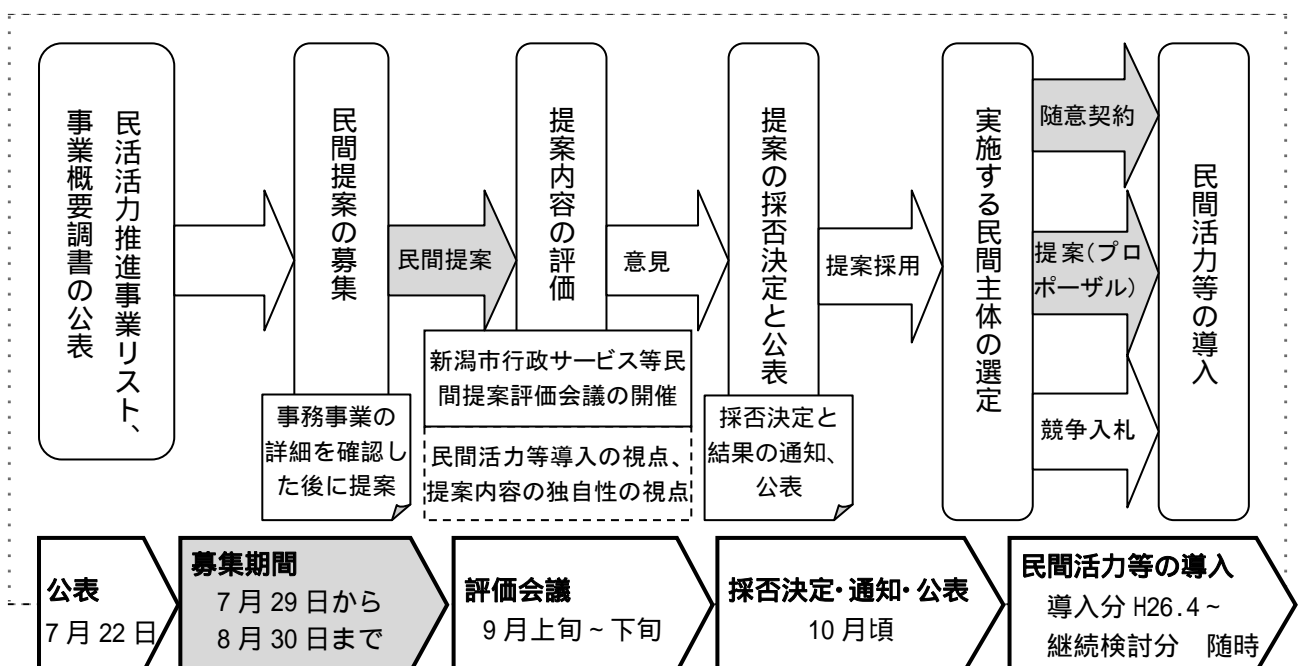 民活活力推進事業リスト、
事業概要調書の公表
民間提案の募集
事務事業の
詳細を確認し
た後に提案
民間提案
提案内容の評価
新潟市行政サービス等民
間提案評価会議の開催
民間活力等導入の視点、
提案内容の独自性の視点
意見
提案の採否決定と公表
採否決定と
結果の通知、
公表
提案採用
実施する民間主体の選定
随意契約
提案(プロ
ポーザル)
競争入札
民間活力等の導入
公表
7月22日
募集期間
7月29日から
8月30日まで
評価会議
9月上旬~下旬
採否決定・通知・公表
10月頃
民間活力等の導入
導入分 H26.4~
継続検討分 随時